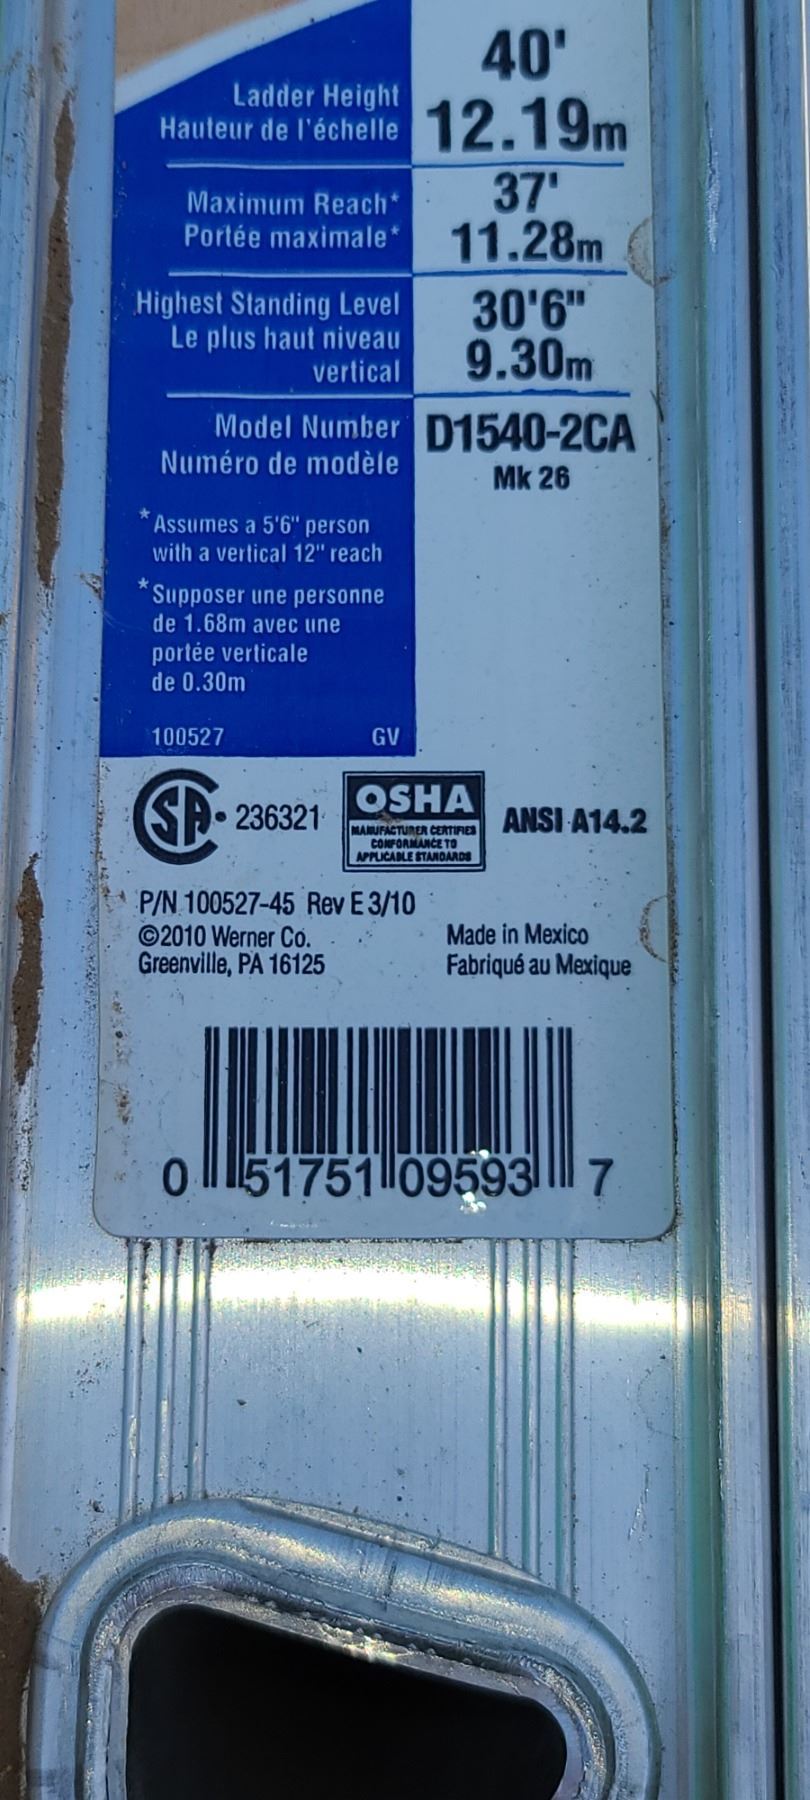 Ladder Height
Hauteur de l'échelle
40'
12.19m
Maximum Reach*
Portée maximale*
37'
11.28m
Highest Standing Level
Le plus haut niveau
vertical
30'6"
9.30m
Model Number
Numéro de modèle
D1540-2CA
Mk 26
*Assumes a 5'6" person
with a vertical 12" reach
*Supposer une personne
de 1.68m avec une
portée verticale
de 0.30m
100527 GV
CSA 236321
OSHA
MANUFACTURER CERTIFIES
CONFORMANCE TO
APPLICABLE STANDARDS
ANSI A14.2
P/N 100527-45 Rev E 3/10
©2010 Werner Co.
Greenville, PA 16125
Made in Mexico
Fabriqué au Mexique
0 51751 09593 7